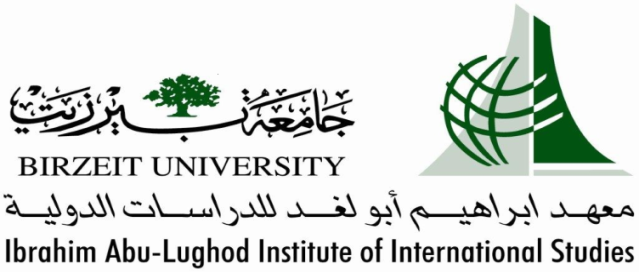 جامعة بيرزيت
BIRZEIT UNIVERSITY
معهد ابراهيم أبو لغد للدراسات الدولية
Ibrahim Abu-Lughod Institute of International Studies